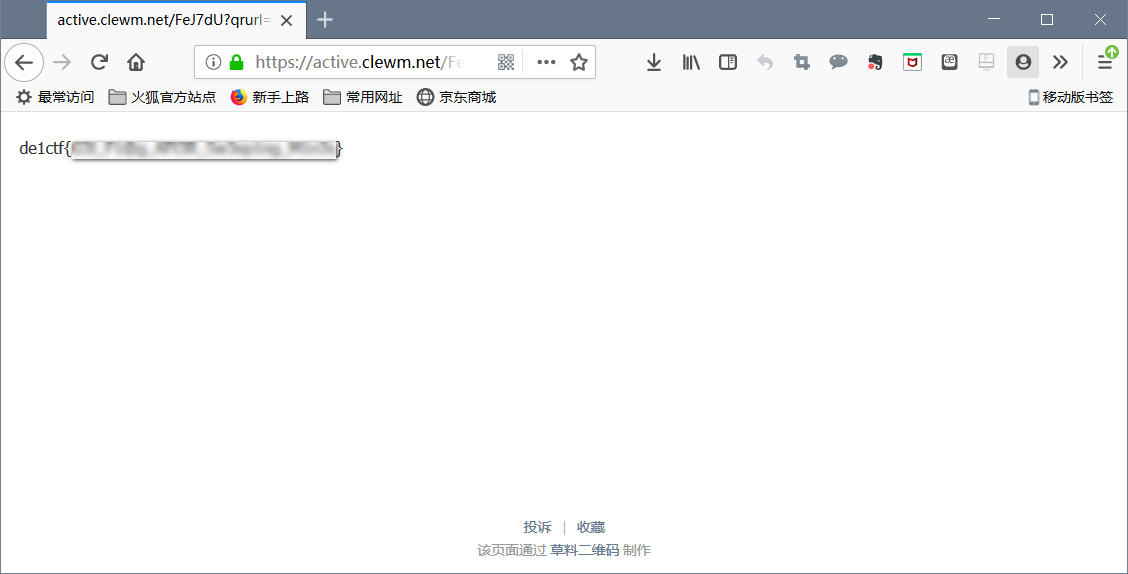 active.clewm.net/FeJ7dU?qrurl=
https://active.clewm.net/Fe
最常访问 火狐官方站点 新手上路 常用网址 京东商城 移动版书签
de1ctf{ }
投诉 | 收藏
该页面通过 草料二维码 制作